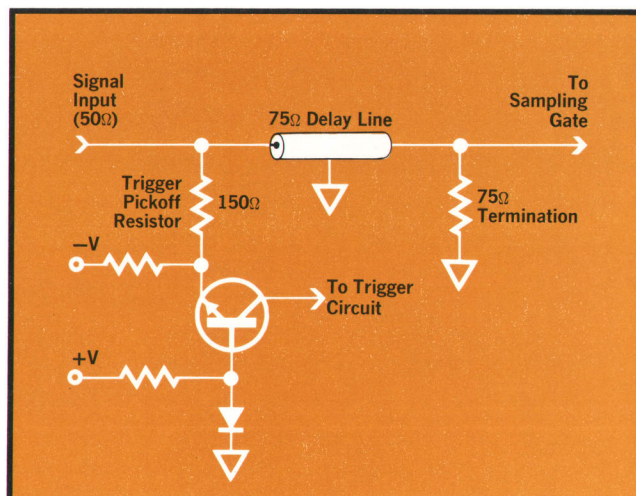 Signal
Input
(50Ω)
75Ω Delay Line
To
Sampling
Gate
Trigger
Pickoff
Resistor
150Ω
75Ω
Termination
—V
To Trigger
Circuit
+V